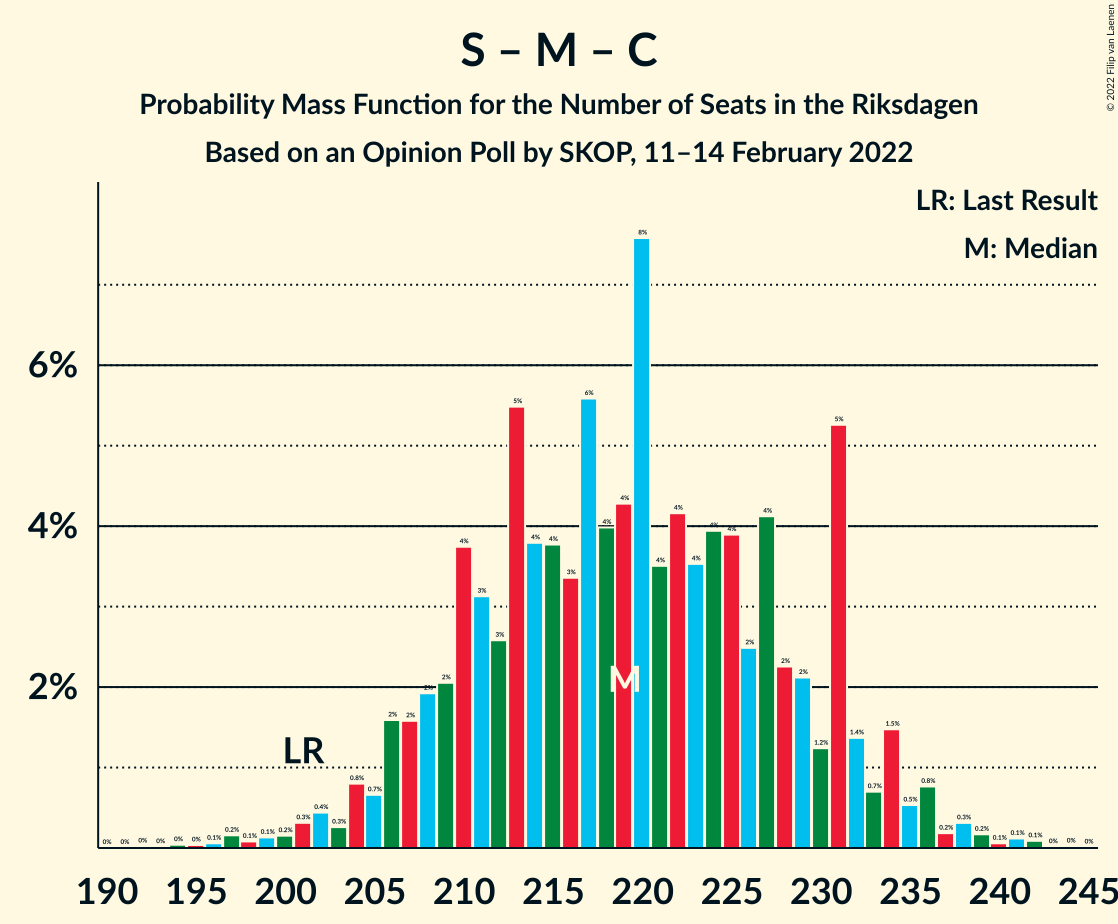 S – M – C
Probability Mass Function for the Number of Seats in the Riksdagen
Based on an Opinion Poll by SKOP, 11–14 February 2022
© 2022 Filip van Laenen
LR: Last Result
M: Median
6%
4%
2%
LR
M
0% 0% 0% 0% 0% 0% 0.1% 0.2% 0.1% 0.1% 0.2% 0.3% 0.4% 0.3% 0.8% 0.7% 2% 2% 2% 2% 4% 3% 3% 5% 4% 4% 3% 6% 4% 4% 8% 4% 4% 4% 4% 4% 2% 4% 2% 2% 1.2% 5% 1.4% 0.7% 1.5% 0.5% 0.8% 0.2% 0.3% 0.2% 0.1% 0.1% 0.1% 0% 0% 0%
190 195 200 205 210 215 220 225 230 235 240 245